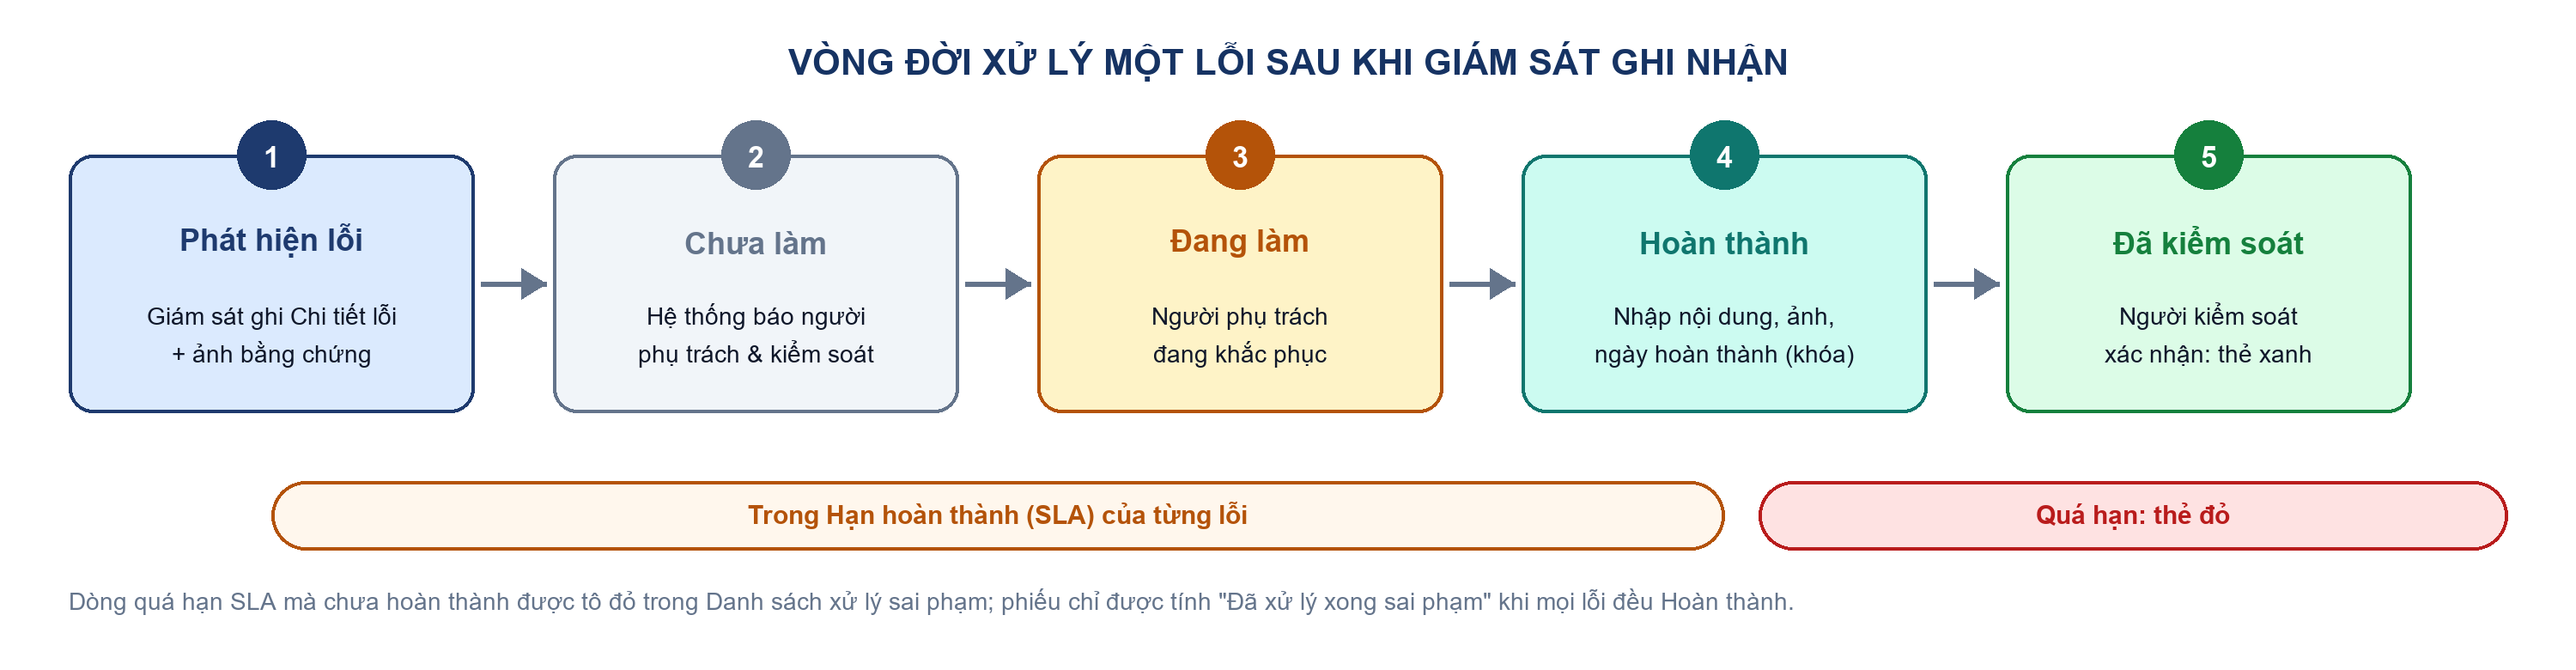 VÒNG ĐỜI XỬ LÝ MỘT LỖI SAU KHI GIÁM SÁT GHI NHẬN
1
Phát hiện lỗi
Giám sát ghi Chi tiết lỗi
+ ảnh bằng chứng
2
Chưa làm
Hệ thống báo người
phụ trách & kiểm soát
3
Đang làm
Người phụ trách
đang khắc phục
4
Hoàn thành
Nhập nội dung, ảnh,
ngày hoàn thành (khóa)
5
Đã kiểm soát
Người kiểm soát
xác nhận: thẻ xanh
Trong Hạn hoàn thành (SLA) của từng lỗi
Quá hạn: thẻ đỏ
Dòng quá hạn SLA mà chưa hoàn thành được tô đỏ trong Danh sách xử lý sai phạm; phiếu chỉ được tính "Đã xử lý xong sai phạm" khi mọi lỗi đều Hoàn thành.